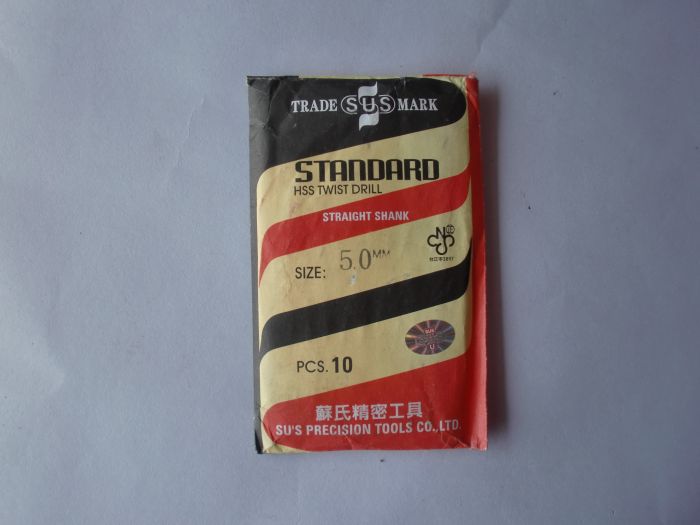 TRADE SUS MARK
STANDARD
HSS TWIST DRILL
STRAIGHT SHANK
SIZE: 5.0MM
PCS. 10
蘇氏精密工具
SU'S PRECISION TOOLS CO.,LTD.